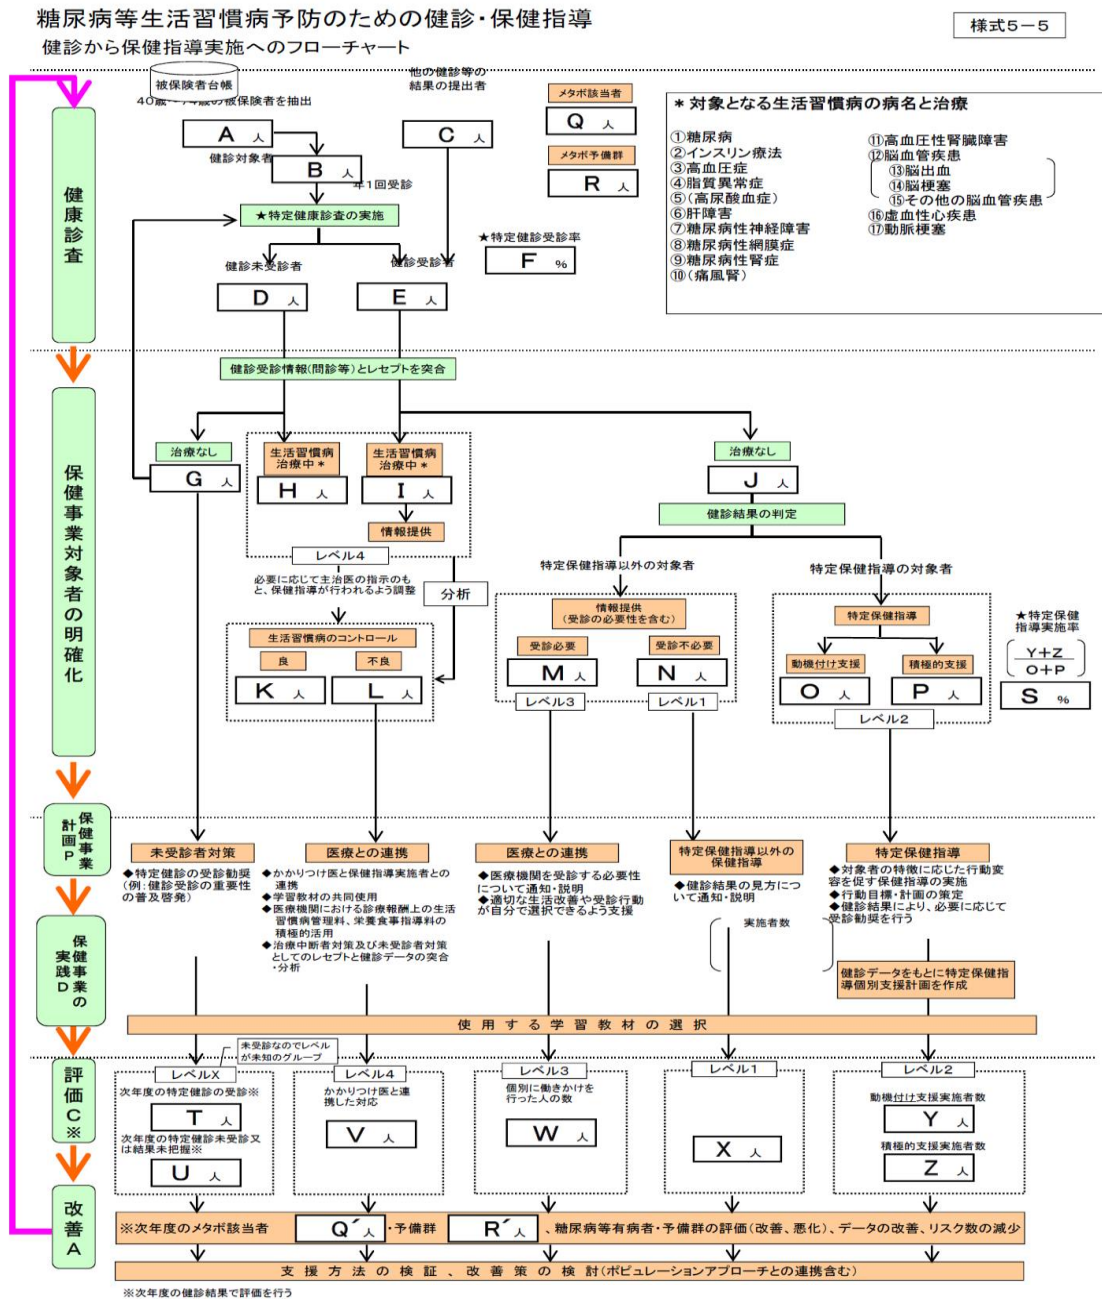 糖尿病等生活習慣病予防のための健診・保健指導
様式5－5
健診から保健指導実施へのフローチャート
被保険者台帳
他の健診等の
結果の提出者
メタボ該当者
Q 人
メタボ予備群
R 人
A 人
C 人
健診対象者
B 人
年1回受診
★特定健康診査の実施
健診未受診者
健診受診者
★特定健診受診率
F %
D 人
E 人
＊対象となる生活習慣病の病名と治療
①糖尿病
②インスリン療法
③高血圧症
④脂質異常症
⑤(高尿酸血症)
⑥肝障害
⑦糖尿病性神経障害
⑧糖尿病性網膜症
⑨糖尿病性腎症
⑩(痛風腎)
⑪高血圧性腎臓障害
⑫脳血管疾患
⑬脳出血
⑭脳梗塞
⑮その他の脳血管疾患
⑯虚血性心疾患
⑰動脈梗塞
健康診査
健診受診情報(問診等)とレセプトを突合
保健事業対象者の明確化
治療なし
G 人
生活習慣病
治療中＊
H 人
生活習慣病
治療中＊
I 人
情報提供
レベル4
治療なし
J 人
健診結果の判定
必要に応じて主治医の指示のも
と、保健指導が行われるよう調整
分析
特定保健指導以外の対象者
特定保健指導の対象者
生活習慣病のコントロール
良
不良
K 人
L 人
情報提供
(受診の必要性を含む)
受診必要
受診不必要
M 人
N 人
レベル3
レベル1
特定保健指導
動機付け支援
積極的支援
O 人
P 人
レベル2
★特定保健
指導実施率
Y＋Z
O＋P
S %
保健事業
計画P
未受診者対策
◆特定健診の受診勧奨
(例：健診受診の重要性
の普及啓発)
医療との連携
◆かかりつけ医と保健指導実施者との
連携
◆学習教材の共同使用
◆医療機関における診療報酬上の生活
習慣病管理料、栄養食事指導料の
積極的活用
◆治療中断者対策及び未受診者対策
としてのレセプトと健診データの突合
・分析
医療との連携
◆医療機関を受診する必要性
について通知・説明
◆適切な生活改善や受診行動
が自分で選択できるよう支援
特定保健指導以外の
保健指導
◆健診結果の見方につ
いて通知・説明
実施者数
特定保健指導
◆対象者の特徴に応じた行動変
容を促す保健指導の実施
◆行動目標・計画の策定
◆健診結果により、必要に応じて
受診勧奨を行う
健診データをもとに特定保健指
導個別支援計画を作成
保健事業の
実践D
使用する学習教材の選択
評価C※
未受診なのでレベル
が未知のグループ
レベルX
次年度の特定健診の受診※
T 人
次年度の特定健診未受診又
は結果未把握※
U 人
レベル4
かかりつけ医と連
携した対応
V 人
レベル3
個別に働きかけを
行った人の数
W 人
レベル1
X 人
レベル2
動機付け支援実施者数
Y 人
積極的支援実施者数
Z 人
改善A
※次年度のメタボ該当者 Q´人 ・予備群 R´人 、糖尿病等有病者・予備群の評価(改善、悪化)、データの改善、リスク数の減少
支援方法の検証、改善策の検討(ポピュレーションアプローチとの連携含む)
※次年度の健診結果で評価を行う